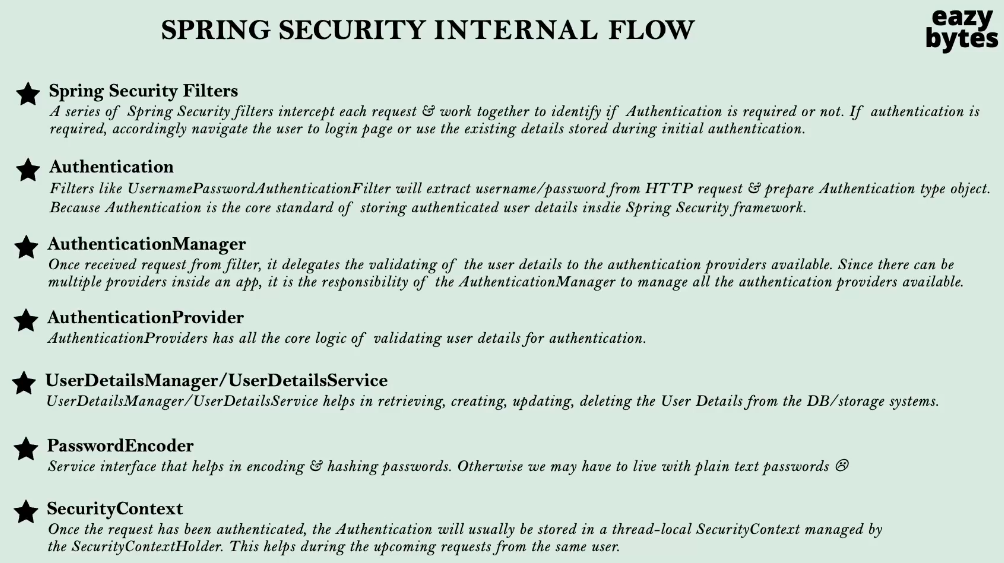 SPRING SECURITY INTERNAL FLOW
eazy
bytes
Spring Security Filters
A series of Spring Security filters intercept each request & work together to identify if Authentication is required or not. If authentication is
required, accordingly navigate the user to login page or use the existing details stored during initial authentication.
Authentication
Filters like UsernamePasswordAuthenticationFilter will extract username/password from HTTP request & prepare Authentication type object.
Because Authentication is the core standard of storing authenticated user details insdie Spring Security framework.
AuthenticationManager
Once received request from filter, it delegates the validating of the user details to the authentication providers available. Since there can be
multiple providers inside an app, it is the responsibility of the AuthenticationManager to manage all the authentication providers available.
AuthenticationProvider
AuthenticationProviders has all the core logic of validating user details for authentication.
UserDetailsManager/UserDetailsService
UserDetailsManager/UserDetailsService helps in retrieving, creating, updating, deleting the User Details from the DB/storage systems.
PasswordEncoder
Service interface that helps in encoding & hashing passwords. Otherwise we may have to live with plain text passwords ☹
SecurityContext
Once the request has been authenticated, the Authentication will usually be stored in a thread-local SecurityContext managed by
the SecurityContextHolder. This helps during the upcoming requests from the same user.